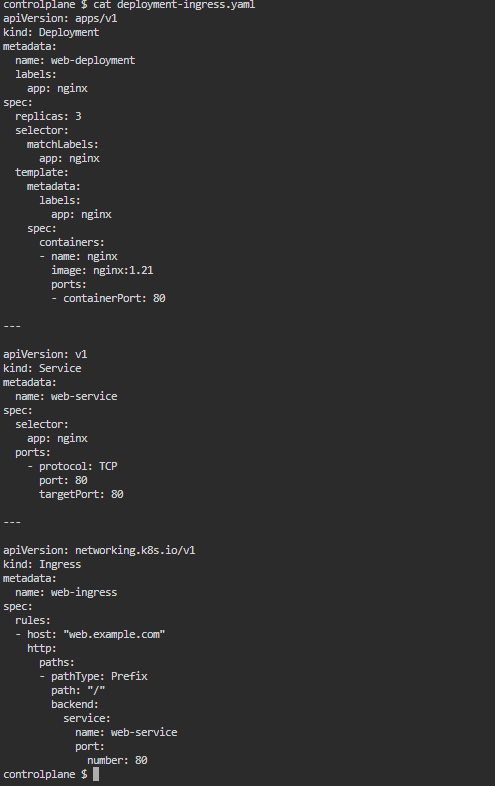 controlplane $ cat deployment-ingress.yaml
apiVersion: apps/v1
kind: Deployment
metadata:
  name: web-deployment
  labels:
    app: nginx
spec:
  replicas: 3
  selector:
    matchLabels:
      app: nginx
  template:
    metadata:
      labels:
        app: nginx
    spec:
      containers:
      - name: nginx
        image: nginx:1.21
        ports:
        - containerPort: 80

---

apiVersion: v1
kind: Service
metadata:
  name: web-service
spec:
  selector:
    app: nginx
  ports:
    - protocol: TCP
      port: 80
      targetPort: 80

---

apiVersion: networking.k8s.io/v1
kind: Ingress
metadata:
  name: web-ingress
spec:
  rules:
  - host: "web.example.com"
    http:
      paths:
      - pathType: Prefix
        path: "/"
        backend:
          service:
            name: web-service
            port:
              number: 80
controlplane $